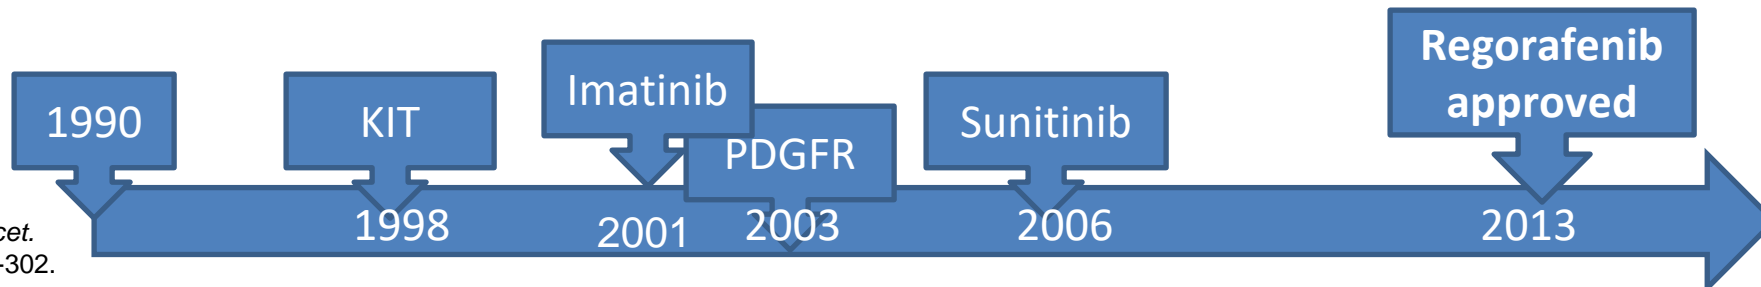 1990
KIT
Imatinib
PDGFR
Sunitinib
Regorafenib
approved
1998
2001
2003
2006
2013
cet.
-302.